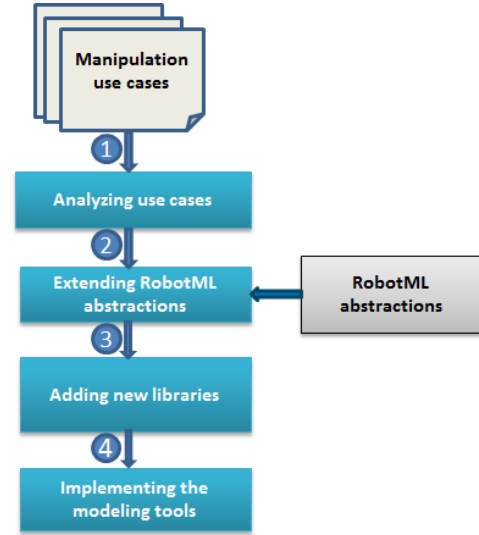 Manipulation
use cases
1
Analyzing use cases
2
Extending RobotML
abstractions
RobotML
abstractions
3
Adding new libraries
4
Implementing the
modeling tools